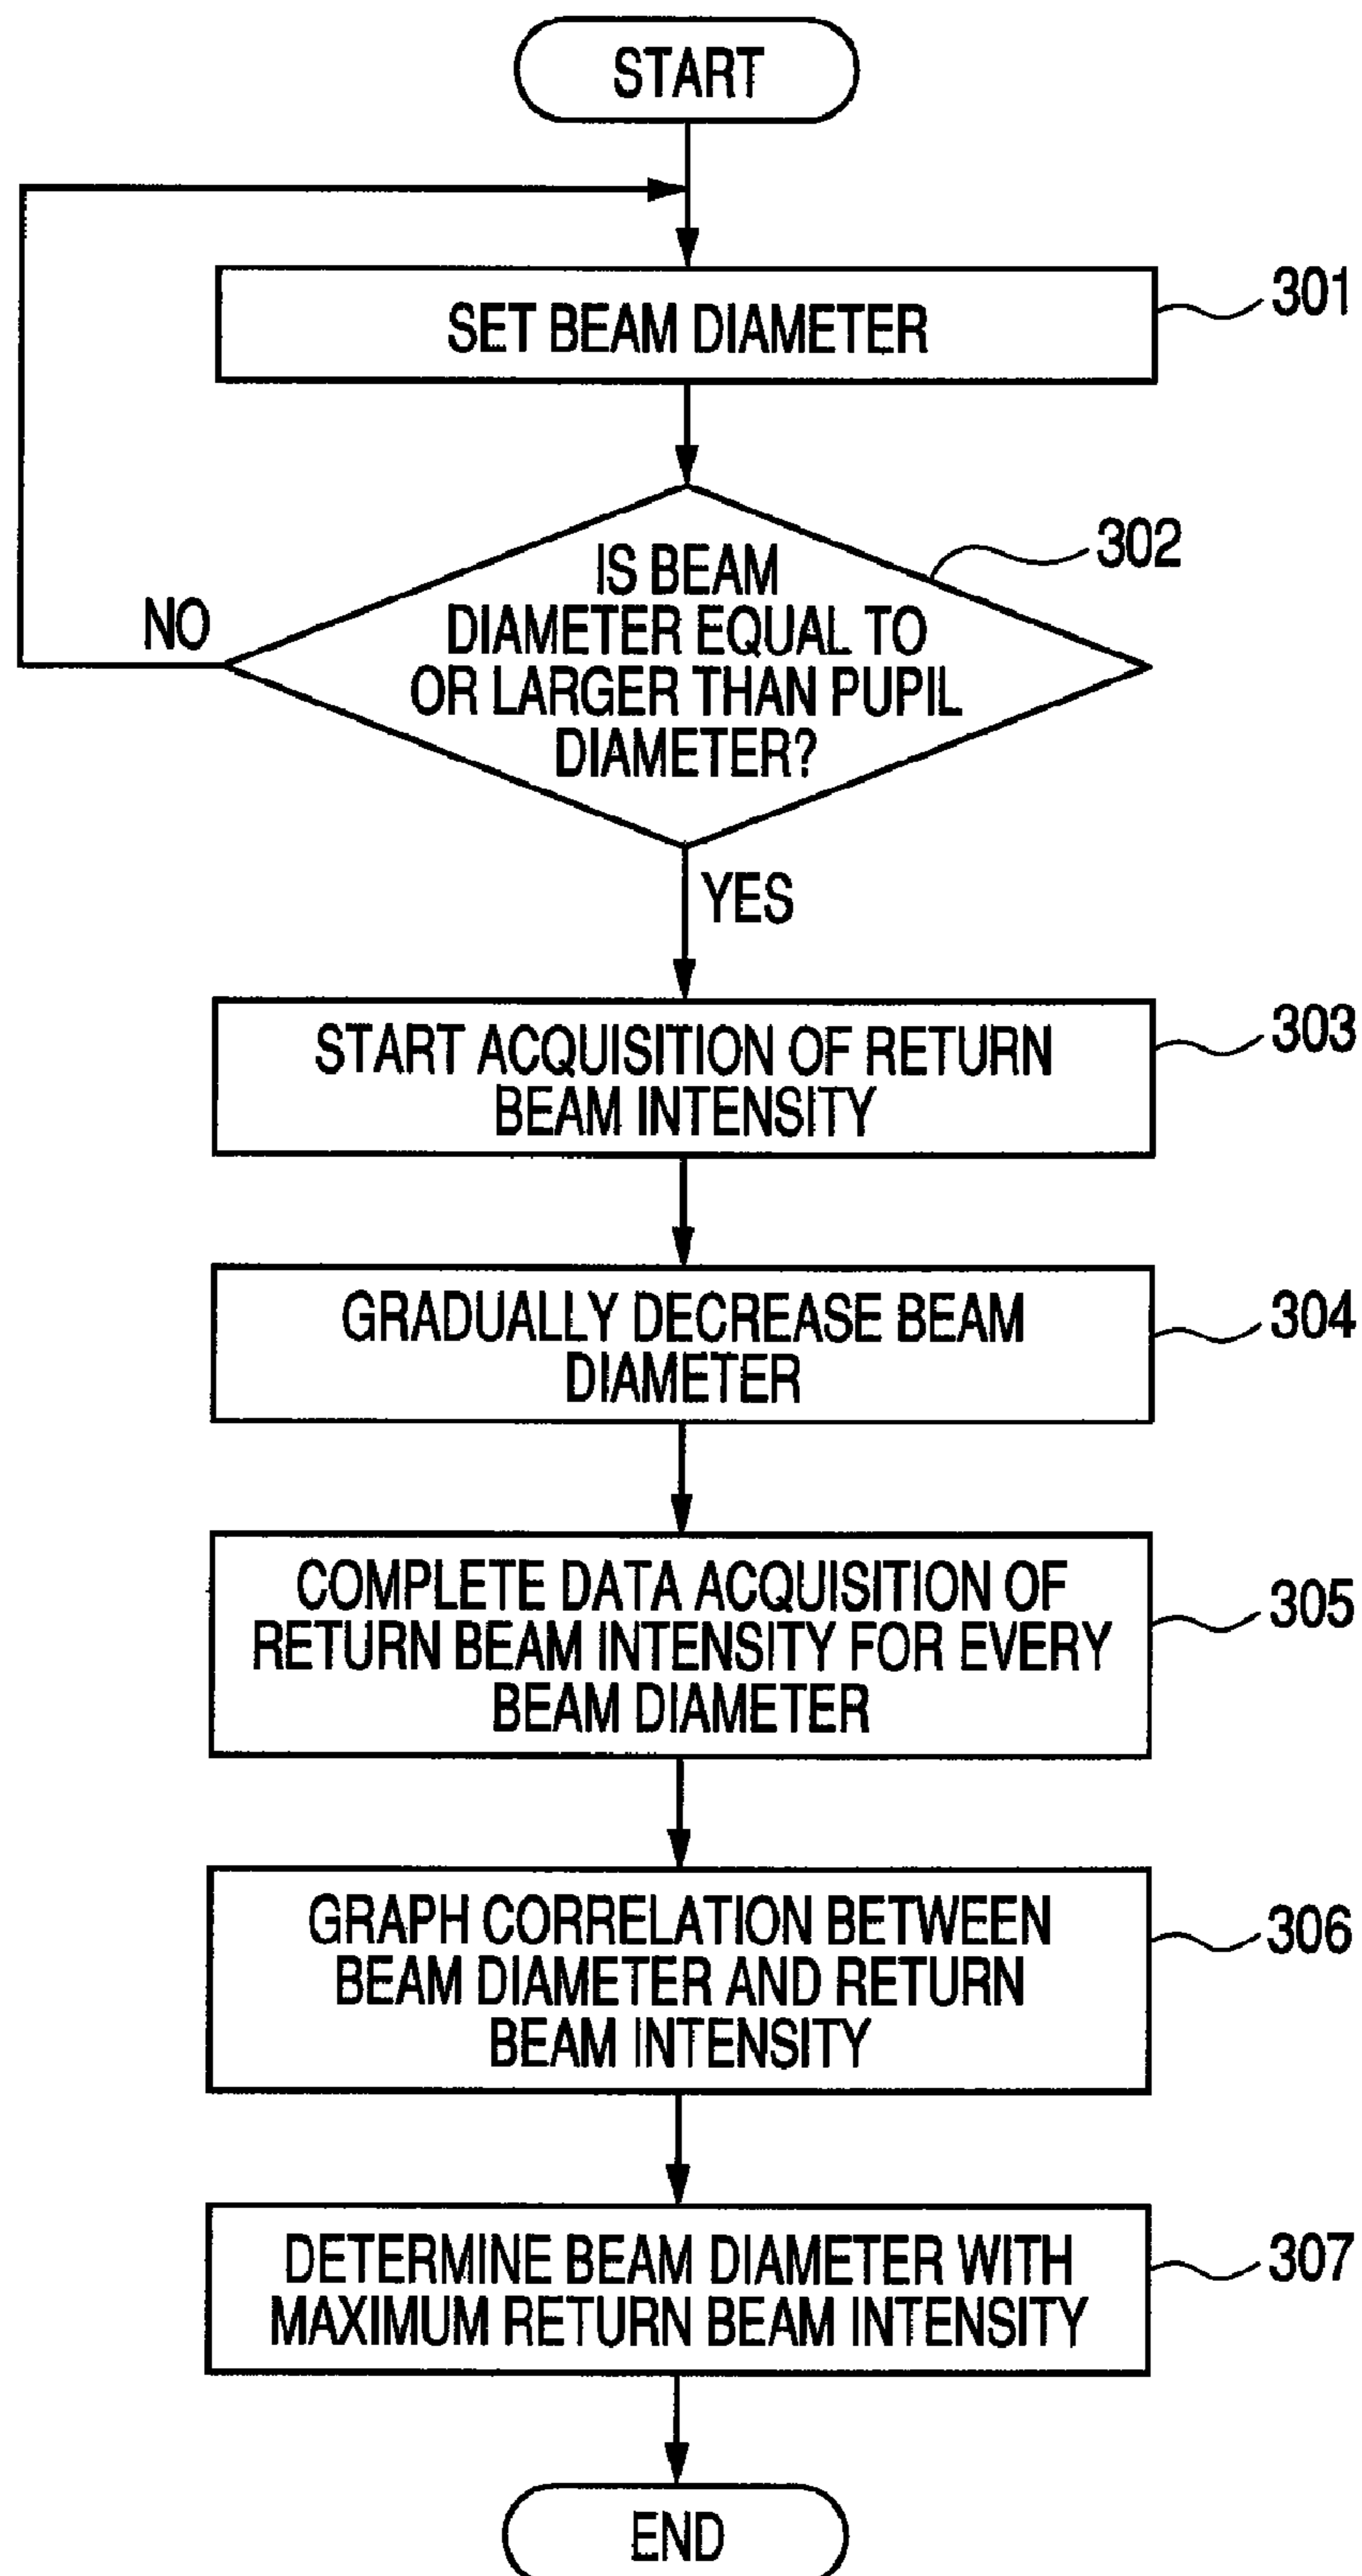 START
SET BEAM DIAMETER
301
IS BEAM
DIAMETER EQUAL TO
OR LARGER THAN PUPIL
DIAMETER?
302
NO
YES
START ACQUISITION OF RETURN
BEAM INTENSITY
303
GRADUALLY DECREASE BEAM
DIAMETER
304
COMPLETE DATA ACQUISITION OF
RETURN BEAM INTENSITY FOR EVERY
BEAM DIAMETER
305
GRAPH CORRELATION BETWEEN
BEAM DIAMETER AND RETURN
BEAM INTENSITY
306
DETERMINE BEAM DIAMETER WITH
MAXIMUM RETURN BEAM INTENSITY
307
END